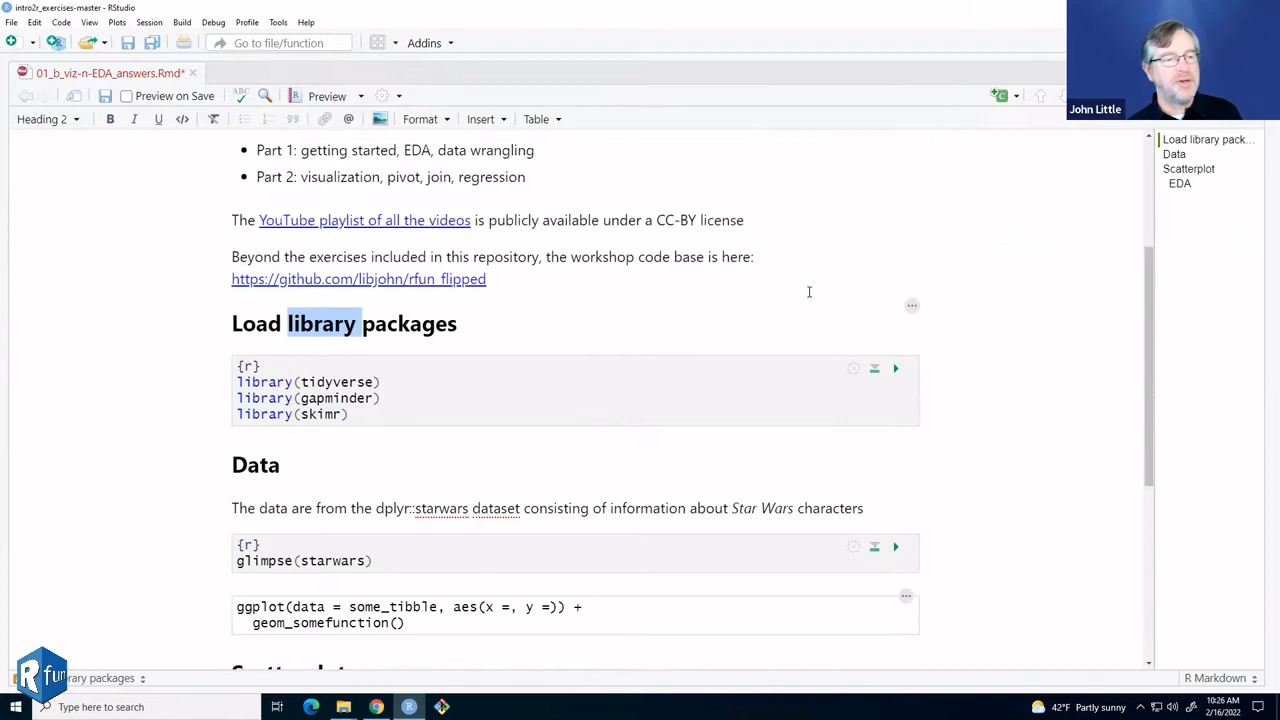 intro2r_exercises-master - RStudio
File Edit Code View Plots Session Build Debug Profile Tools Help
Go to file/function Addins
01_b_viz-n-EDA_answers.Rmd*
Preview on Save ABC Preview
Heading 2 B I U Format Insert Table
John Little
Part 1: getting started, EDA, data wrangling
Part 2: visualization, pivot, join, regression
The YouTube playlist of all the videos is publicly available under a CC-BY license
Beyond the exercises included in this repository, the workshop code base is here:
https://github.com/libjohn/rfun_flipped
Load library packages
{r}
library(tidyverse)
library(gapminder)
library(skimr)
Data
The data are from the dplyr::starwars dataset consisting of information about Star Wars characters
{r}
glimpse(starwars)
ggplot(data = some_tibble, aes(x =, y =)) +
geom_somefunction()
Load library pack...
Data
Scatterplot
EDA
R fun
rary packages
R Markdown
Type here to search
42°F Partly sunny
10:26 AM
2/16/2022